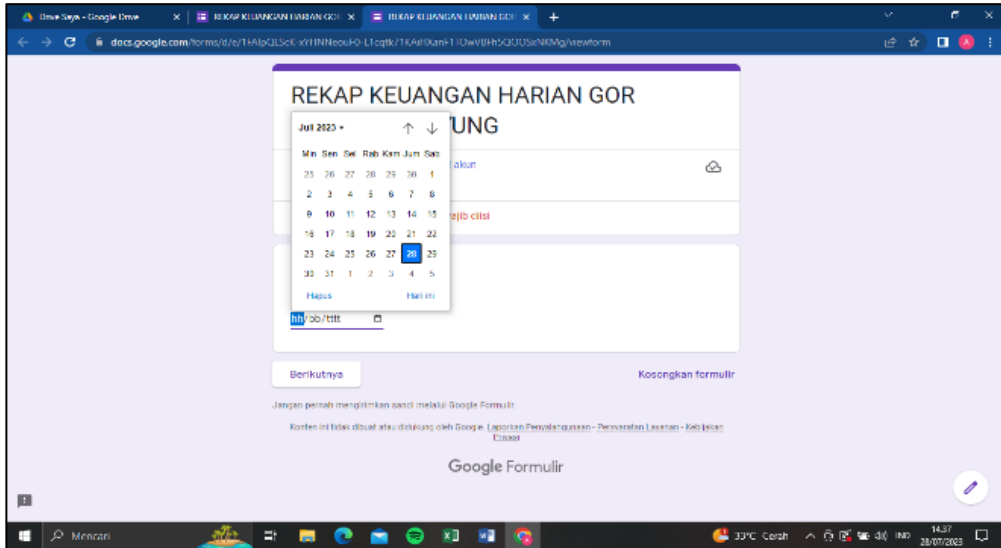 Drive Saya - Google Drive
REKAP KEUANGAN HARIAN GOR
REKAP KEUANGAN HARIAN GOR
docs.google.com/forms/d/e/
REKAP KEUANGAN HARIAN GOR
UNG
Juli 2023
akun
Min Sen Sel Rab Kam Jum Sab
25 26 27 28 29 30 1
2 3 4 5 6 7 8
9 10 11 12 13 14 15
ajib diisi
16 17 18 19 20 21 22
23 24 25 26 27 28 29
30 31 1 2 3 4 5
Hapus Hari ini
hh/bb/tttt
Berikutnya
Kosongkan formulir
Jangan pernah mengirimkan sandi melalui Google Formulir.
Konten ini tidak dibuat atau didukung oleh Google. Laporkan Penyalahgunaan - Persyaratan Layanan - Kebijakan
Privasi
Google Formulir
Mencari
33°C Cerah
IND
14.37
28/07/2023